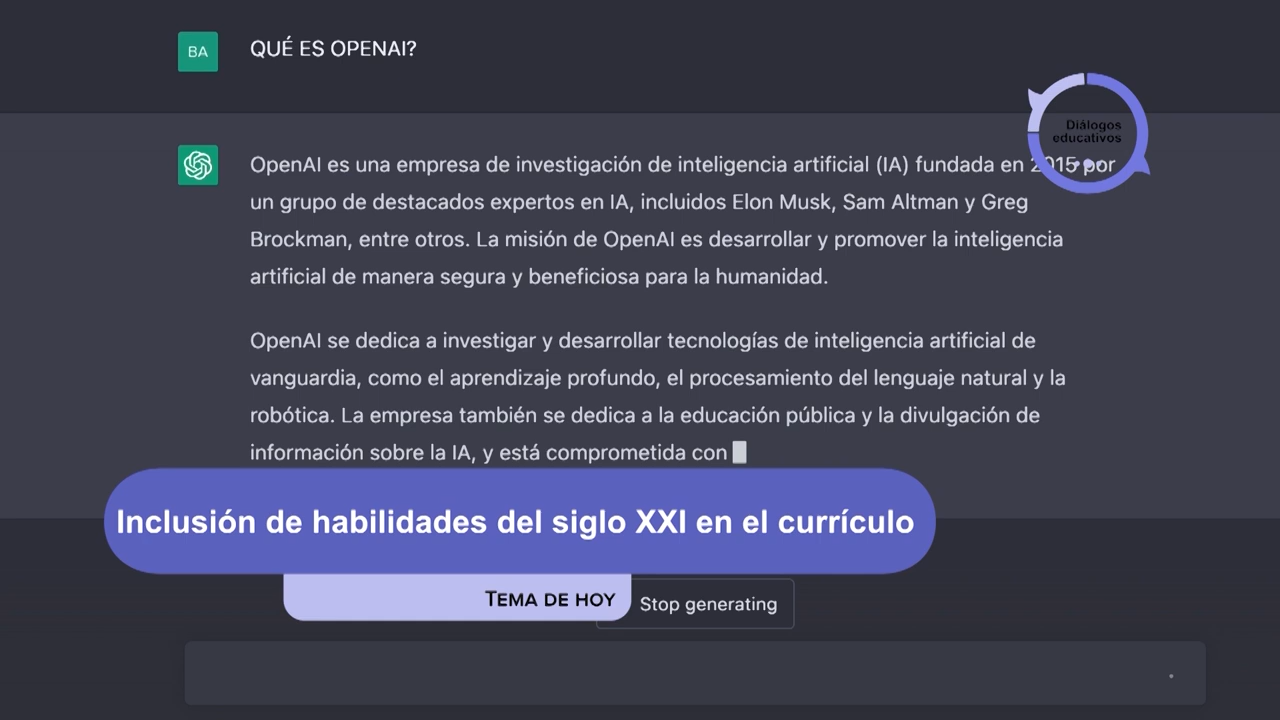 BA
QUÉ ES OPENAI?
Diálogos
educativos
OpenAI es una empresa de investigación de inteligencia artificial (IA) fundada en 2015 por
un grupo de destacados expertos en IA, incluidos Elon Musk, Sam Altman y Greg
Brockman, entre otros. La misión de OpenAI es desarrollar y promover la inteligencia
artificial de manera segura y beneficiosa para la humanidad.
OpenAI se dedica a investigar y desarrollar tecnologías de inteligencia artificial de
vanguardia, como el aprendizaje profundo, el procesamiento del lenguaje natural y la
robótica. La empresa también se dedica a la educación pública y la divulgación de
información sobre la IA, y está comprometida con
Inclusión de habilidades del siglo XXI en el currículo
TEMA DE HOY
Stop generating